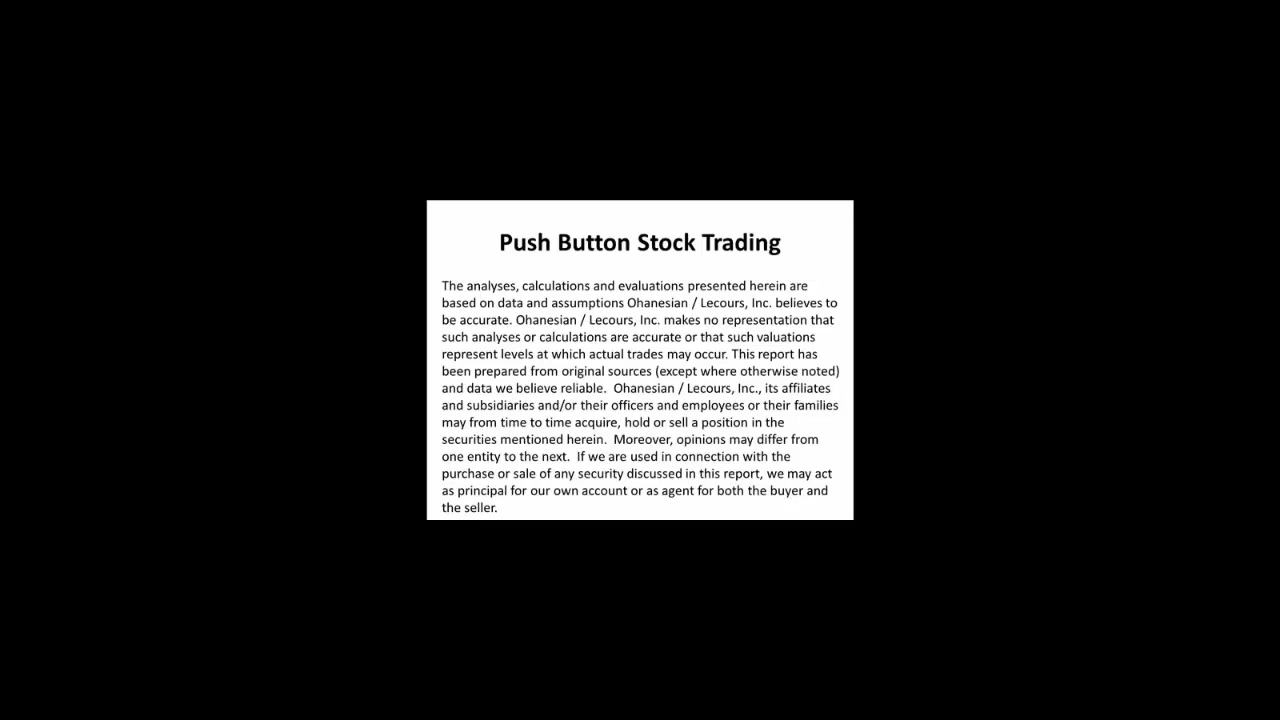 Push Button Stock Trading
The analyses, calculations and evaluations presented herein are
based on data and assumptions Ohanesian / Lecours, Inc. believes to
be accurate. Ohanesian / Lecours, Inc. makes no representation that
such analyses or calculations are accurate or that such valuations
represent levels at which actual trades may occur. This report has
been prepared from original sources (except where otherwise noted)
and data we believe reliable.  Ohanesian / Lecours, Inc., its affiliates
and subsidiaries and/or their officers and employees or their families
may from time to time acquire, hold or sell a position in the
securities mentioned herein.  Moreover, opinions may differ from
one entity to the next.  If we are used in connection with the
purchase or sale of any security discussed in this report, we may act
as principal for our own account or as agent for both the buyer and
the seller.